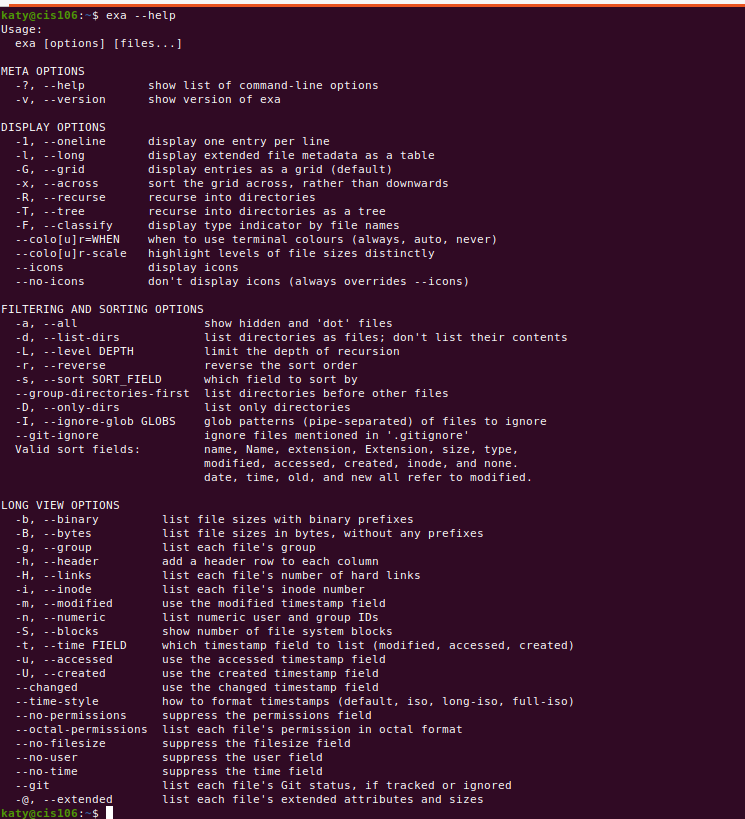 katy@cis106:~$ exa --help
Usage:
  exa [options] [files...]

META OPTIONS
  -?, --help         show list of command-line options
  -v, --version      show version of exa

DISPLAY OPTIONS
  -1, --oneline      display one entry per line
  -l, --long         display extended file metadata as a table
  -G, --grid         display entries as a grid (default)
  -x, --across       sort the grid across, rather than downwards
  -R, --recurse      recurse into directories
  -T, --tree         recurse into directories as a tree
  -F, --classify     display type indicator by file names
  --colo[u]r=WHEN    when to use terminal colours (always, auto, never)
  --colo[u]r-scale   highlight levels of file sizes distinctly
  --icons            display icons
  --no-icons         don't display icons (always overrides --icons)

FILTERING AND SORTING OPTIONS
  -a, --all                  show hidden and 'dot' files
  -d, --list-dirs            list directories as files; don't list their contents
  -L, --level DEPTH          limit the depth of recursion
  -r, --reverse              reverse the sort order
  -s, --sort SORT_FIELD      which field to sort by
  --group-directories-first  list directories before other files
  -D, --only-dirs            list only directories
  -I, --ignore-glob GLOBS    glob patterns (pipe-separated) of files to ignore
  --git-ignore               ignore files mentioned in '.gitignore'
  Valid sort fields:         name, Name, extension, Extension, size, type,
                             modified, accessed, created, inode, and none.
                             date, time, old, and new all refer to modified.

LONG VIEW OPTIONS
  -b, --binary         list file sizes with binary prefixes
  -B, --bytes          list file sizes in bytes, without any prefixes
  -g, --group          list each file's group
  -h, --header         add a header row to each column
  -H, --links          list each file's number of hard links
  -i, --inode          list each file's inode number
  -m, --modified       use the modified timestamp field
  -n, --numeric        list numeric user and group IDs
  -S, --blocks         show number of file system blocks
  -t, --time FIELD     which timestamp field to list (modified, accessed, created)
  -u, --accessed       use the accessed timestamp field
  -U, --created        use the created timestamp field
  --changed            use the changed timestamp field
  --time-style         how to format timestamps (default, iso, long-iso, full-iso)
  --no-permissions     suppress the permissions field
  --octal-permissions  list each file's permission in octal format
  --no-filesize        suppress the filesize field
  --no-user            suppress the user field
  --no-time            suppress the time field
  --git                list each file's Git status, if tracked or ignored
  -@, --extended       list each file's extended attributes and sizes
katy@cis106:~$